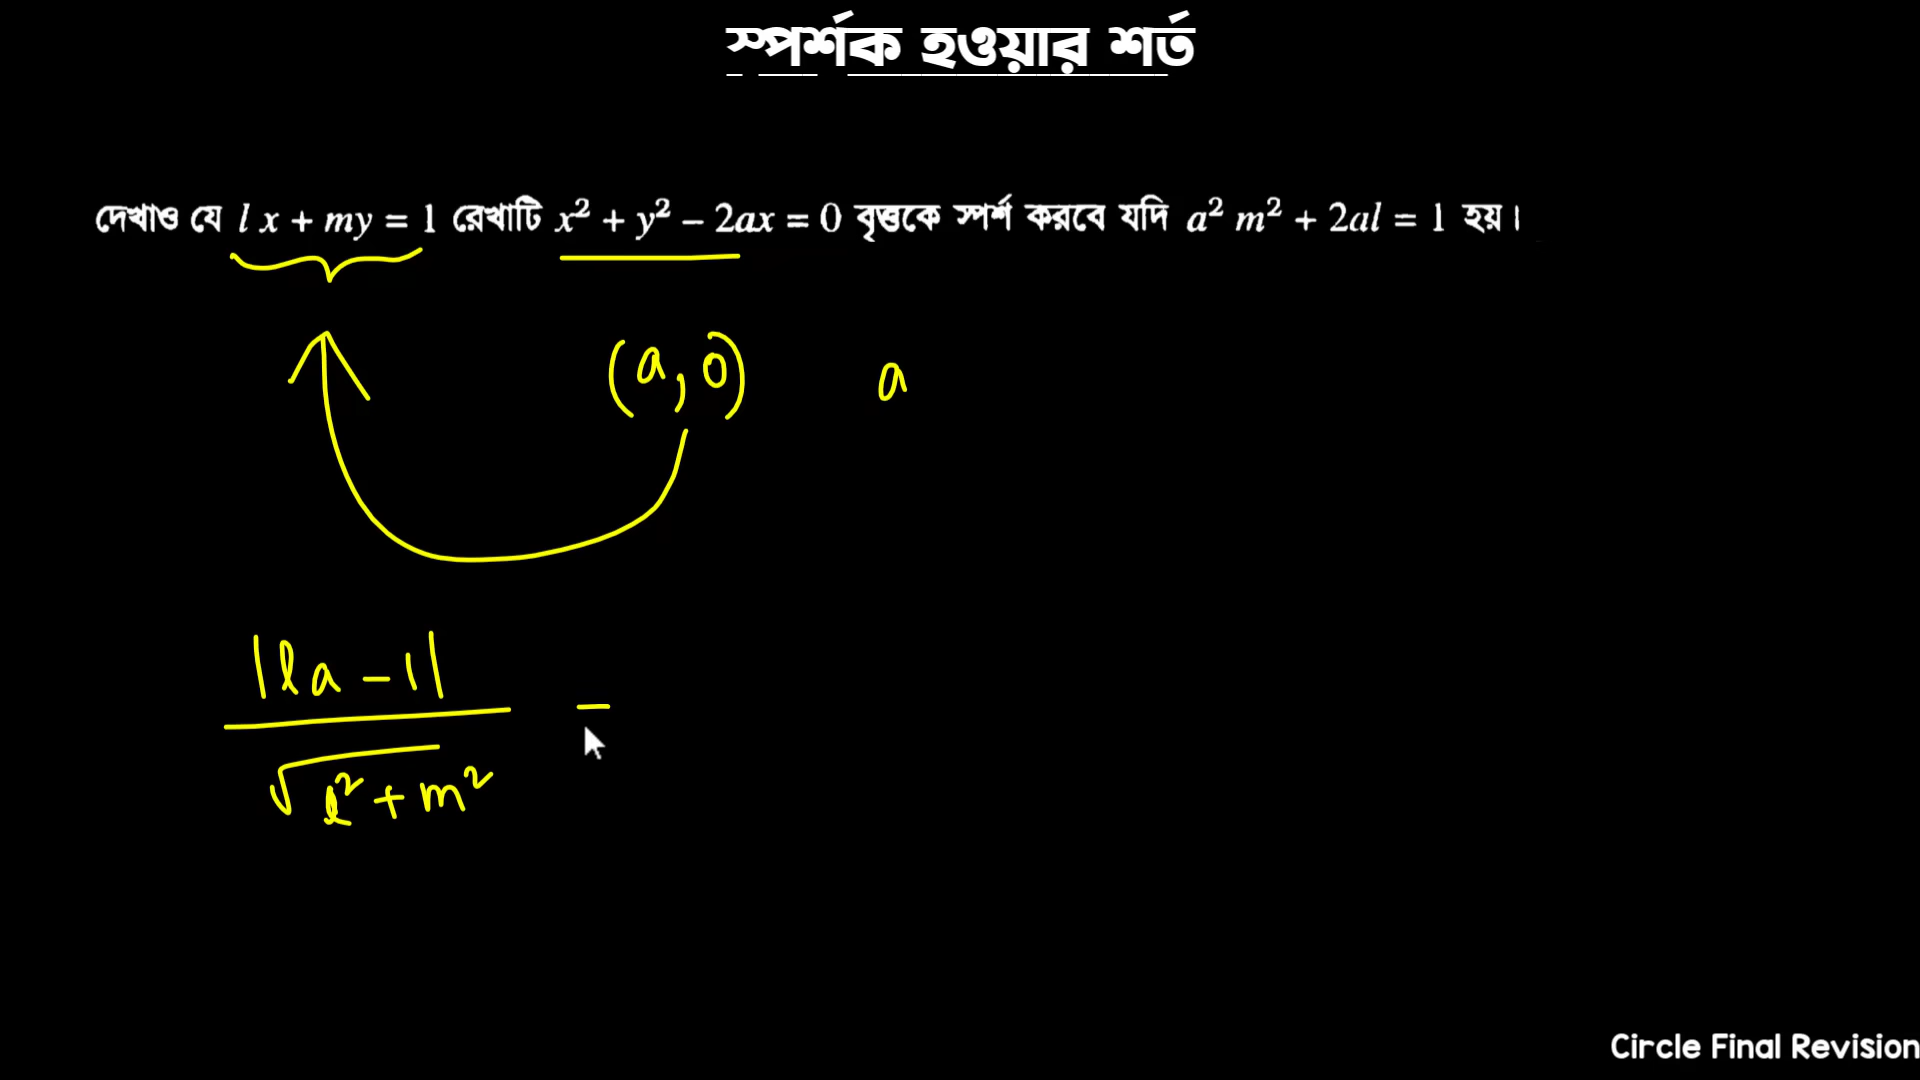 স্পর্শক হওয়ার শর্ত
দেখাও যে l x + my = 1 রেখাটি x² + y² – 2ax = 0 বৃত্তকে স্পর্শ করবে যদি a² m² + 2al = 1 হয়।
(a, 0) a
|la – 1|
√l² + m²
–
Circle Final Revision